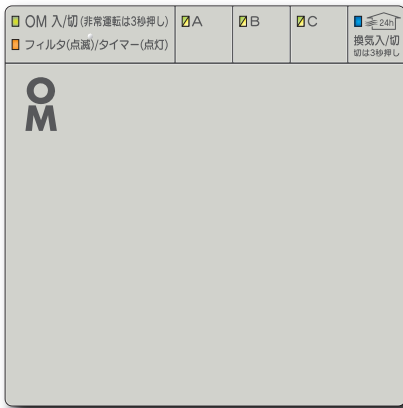 OM 入/切(非常運転は3秒押し)
フィルタ(点滅)/タイマー(点灯)
A
B
C
24h
換気入/切
切は3秒押し
OM